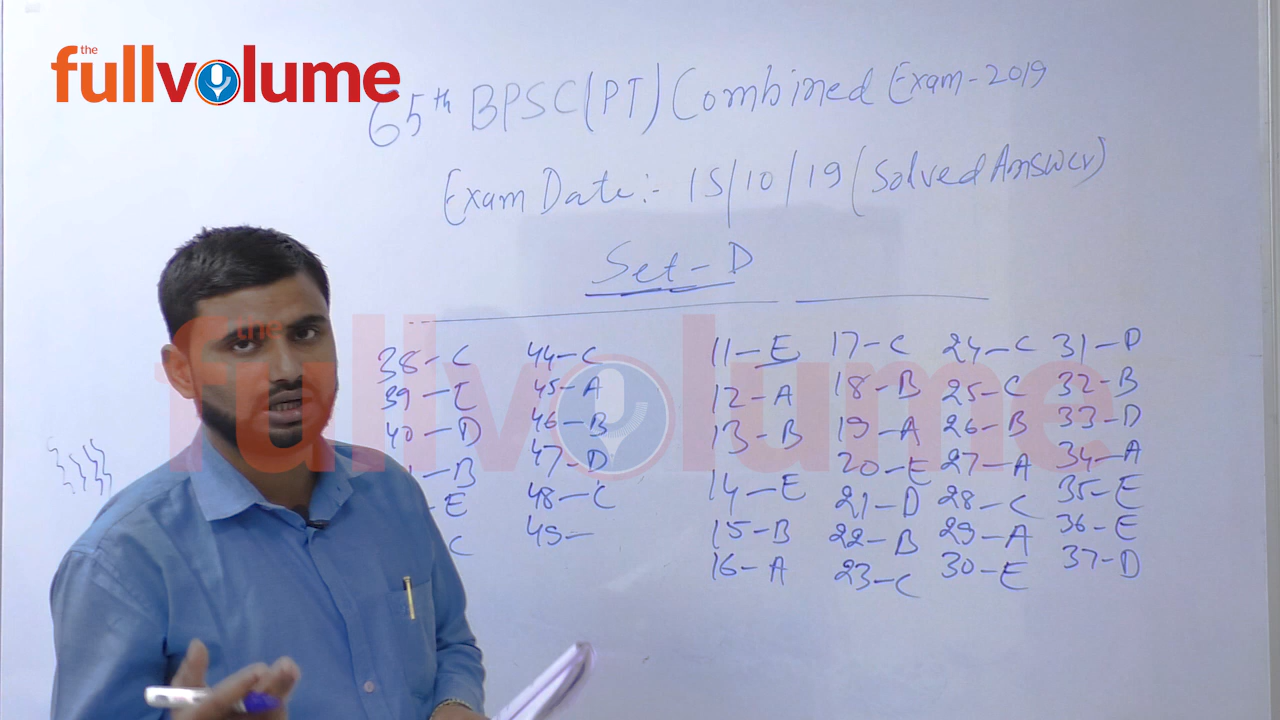 the
fullvolume
65th BPSC(PT) Combined Exam-2019
Exam Date:- 15/10/19 (Solved Answer)
Set-D
the
fullvolume
38-C
39-E
40-D
-B
-E
C
44-C
45-A
46-B
47-D
48-C
49-
11-E
12-A
13-B
14-E
15-B
16-A
17-C
18-B
19-A
20-E
21-D
22-B
23-C
24-C
25-C
26-B
27-A
28-C
29-A
30-E
31-D
32-B
33-D
34-A
35-E
36-E
37-D